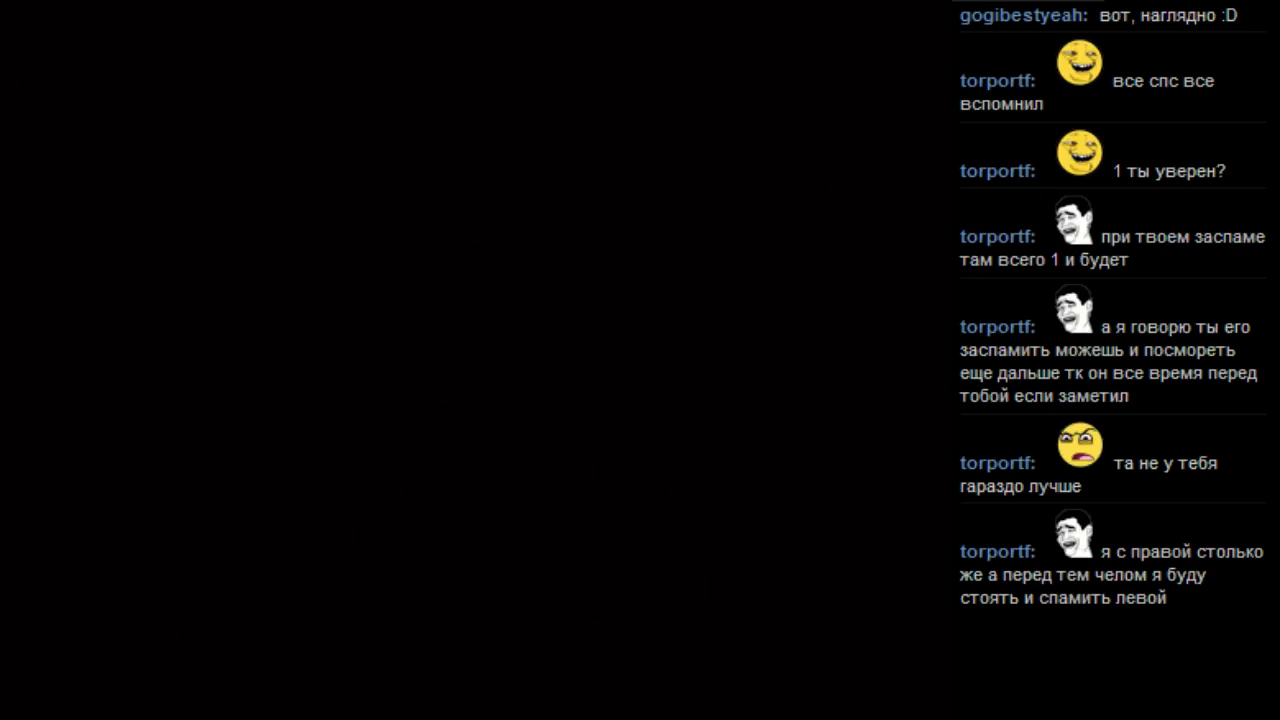 gogibestyeah: вот, наглядно :D
torportf: все спс все
вспомнил
torportf: 1 ты уверен?
torportf: при твоем заспаме
там всего 1 и будет
torportf: а я говорю ты его
заспамить можешь и посмореть
еще дальше тк он все время перед
тобой если заметил
torportf: та не у тебя
гараздо лучше
torportf: я с правой столько
же а перед тем челом я буду
стоять и спамить левой